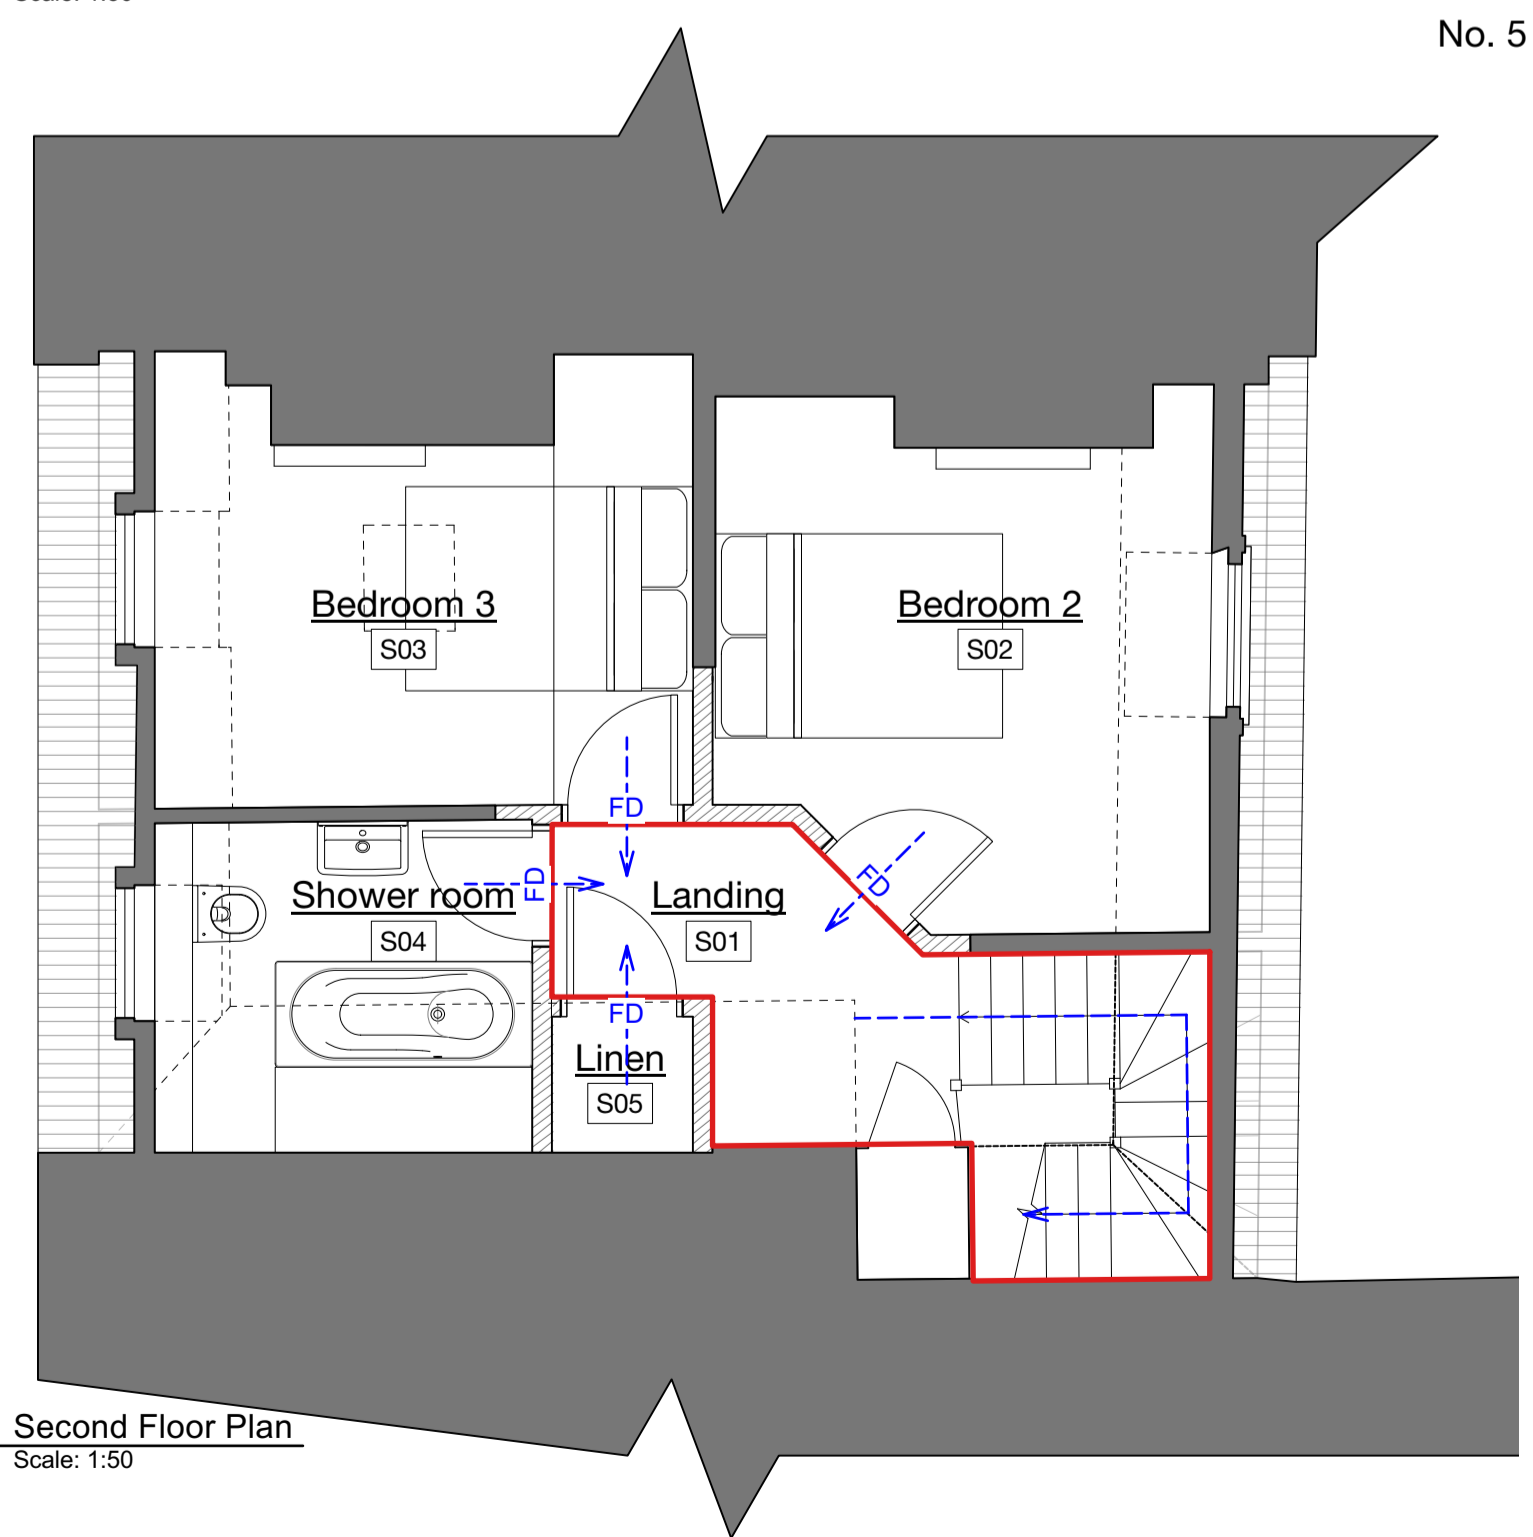 No. 5
Bedroom 3
S03
Bedroom 2
S02
FD
FD
FD
Shower room
S04
Landing
S01
FD
Linen
S05
Second Floor Plan
Scale: 1:50